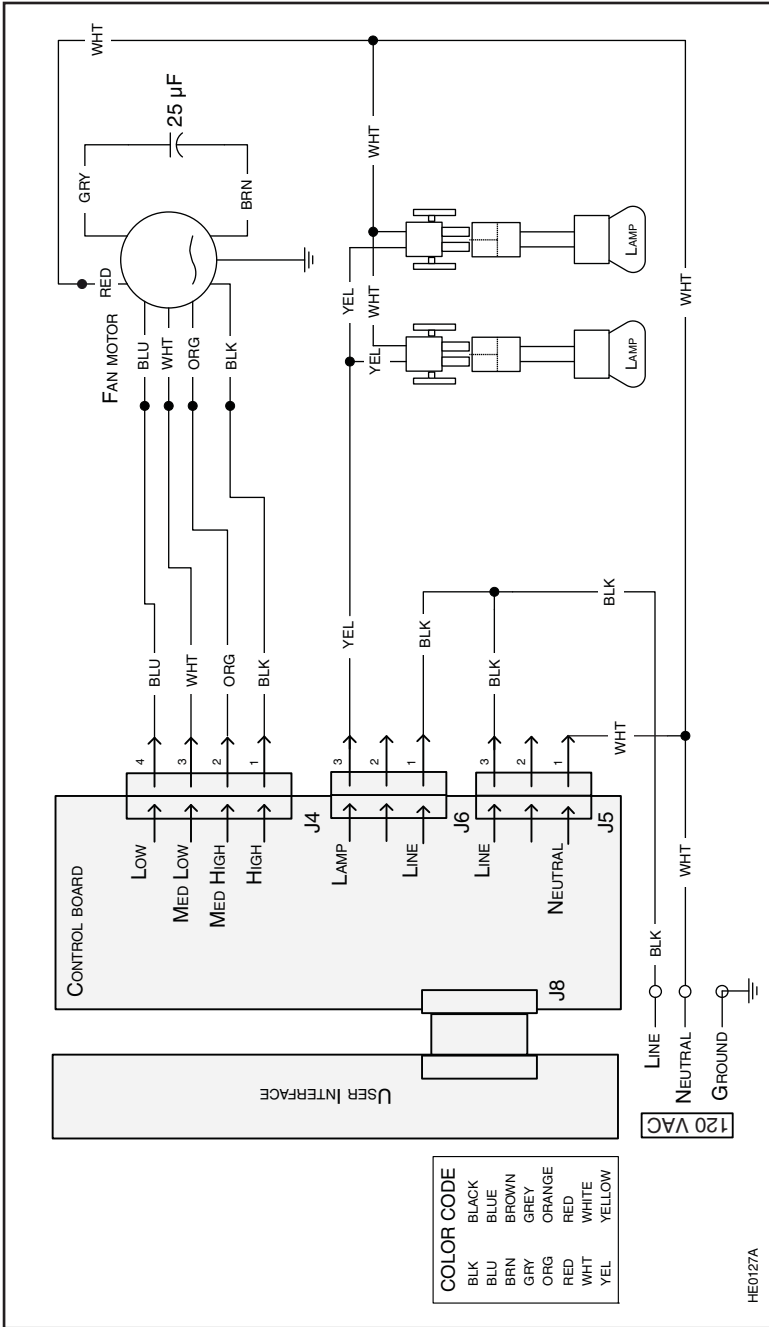 WHT
25 µF
GRY
BRN
RED
FAN MOTOR
BLU
WHT
ORG
BLK
WHT
YEL
WHT
YEL
LAMP
LAMP
WHT
BLU
WHT
ORG
BLK
YEL
BLK
BLK
BLK
WHT
4
3
2
1
J4
3
2
1
J6
3
2
1
J5
CONTROL BOARD
LOW
MED LOW
MED HIGH
HIGH
LAMP
LINE
LINE
NEUTRAL
J8
USER INTERFACE
BLK
WHT
LINE
NEUTRAL
GROUND
120 VAC
COLOR CODE
BLK BLACK
BLU BLUE
BRN BROWN
GRY GREY
ORG ORANGE
RED RED
WHT WHITE
YEL YELLOW
HE0127A